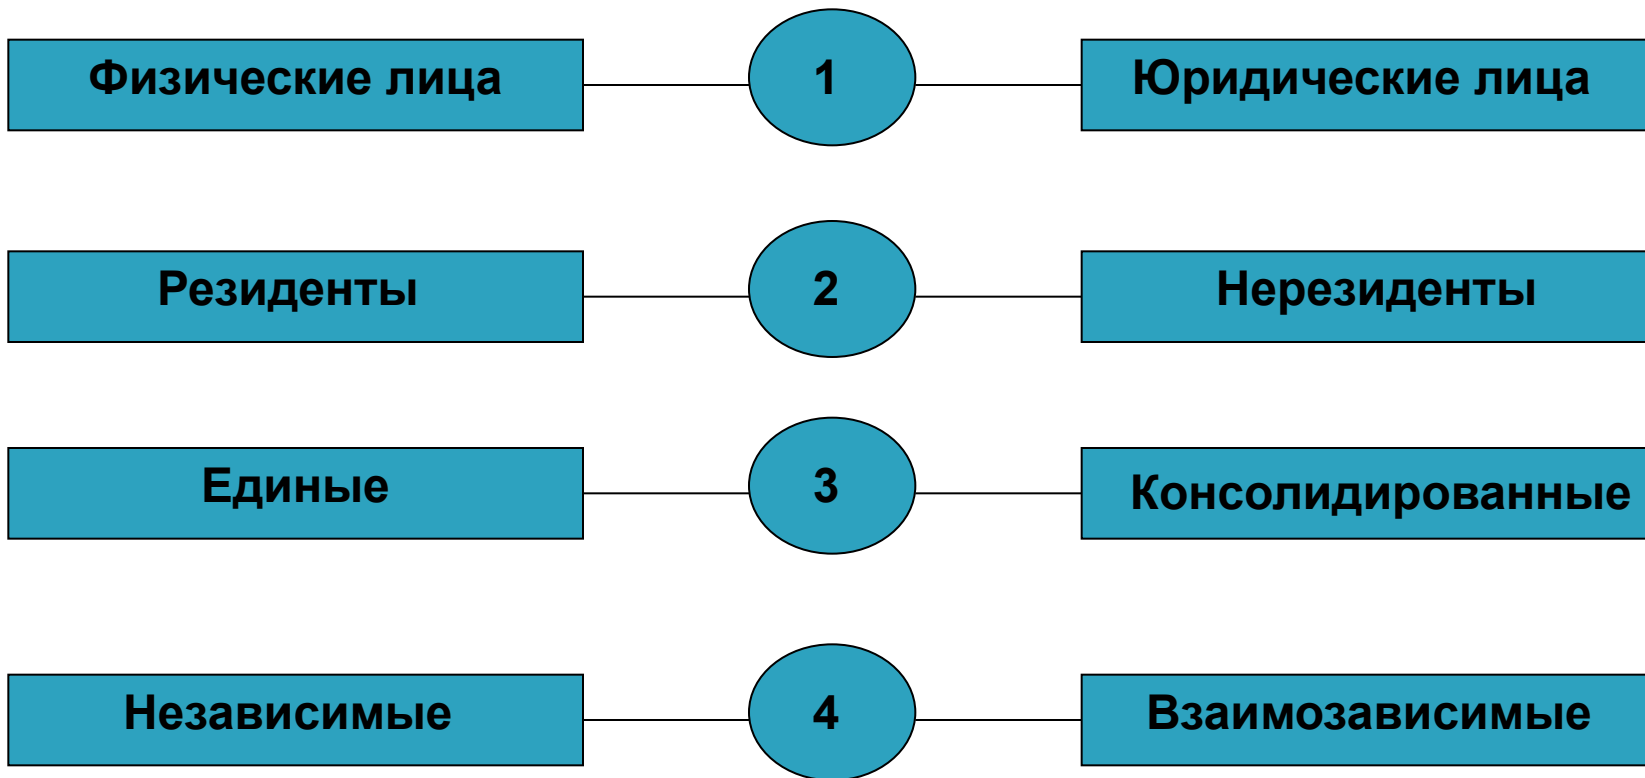 Физические лица
1
Юридические лица
Резиденты
2
Нерезиденты
Единые
3
Консолидированные
Независимые
4
Взаимозависимые